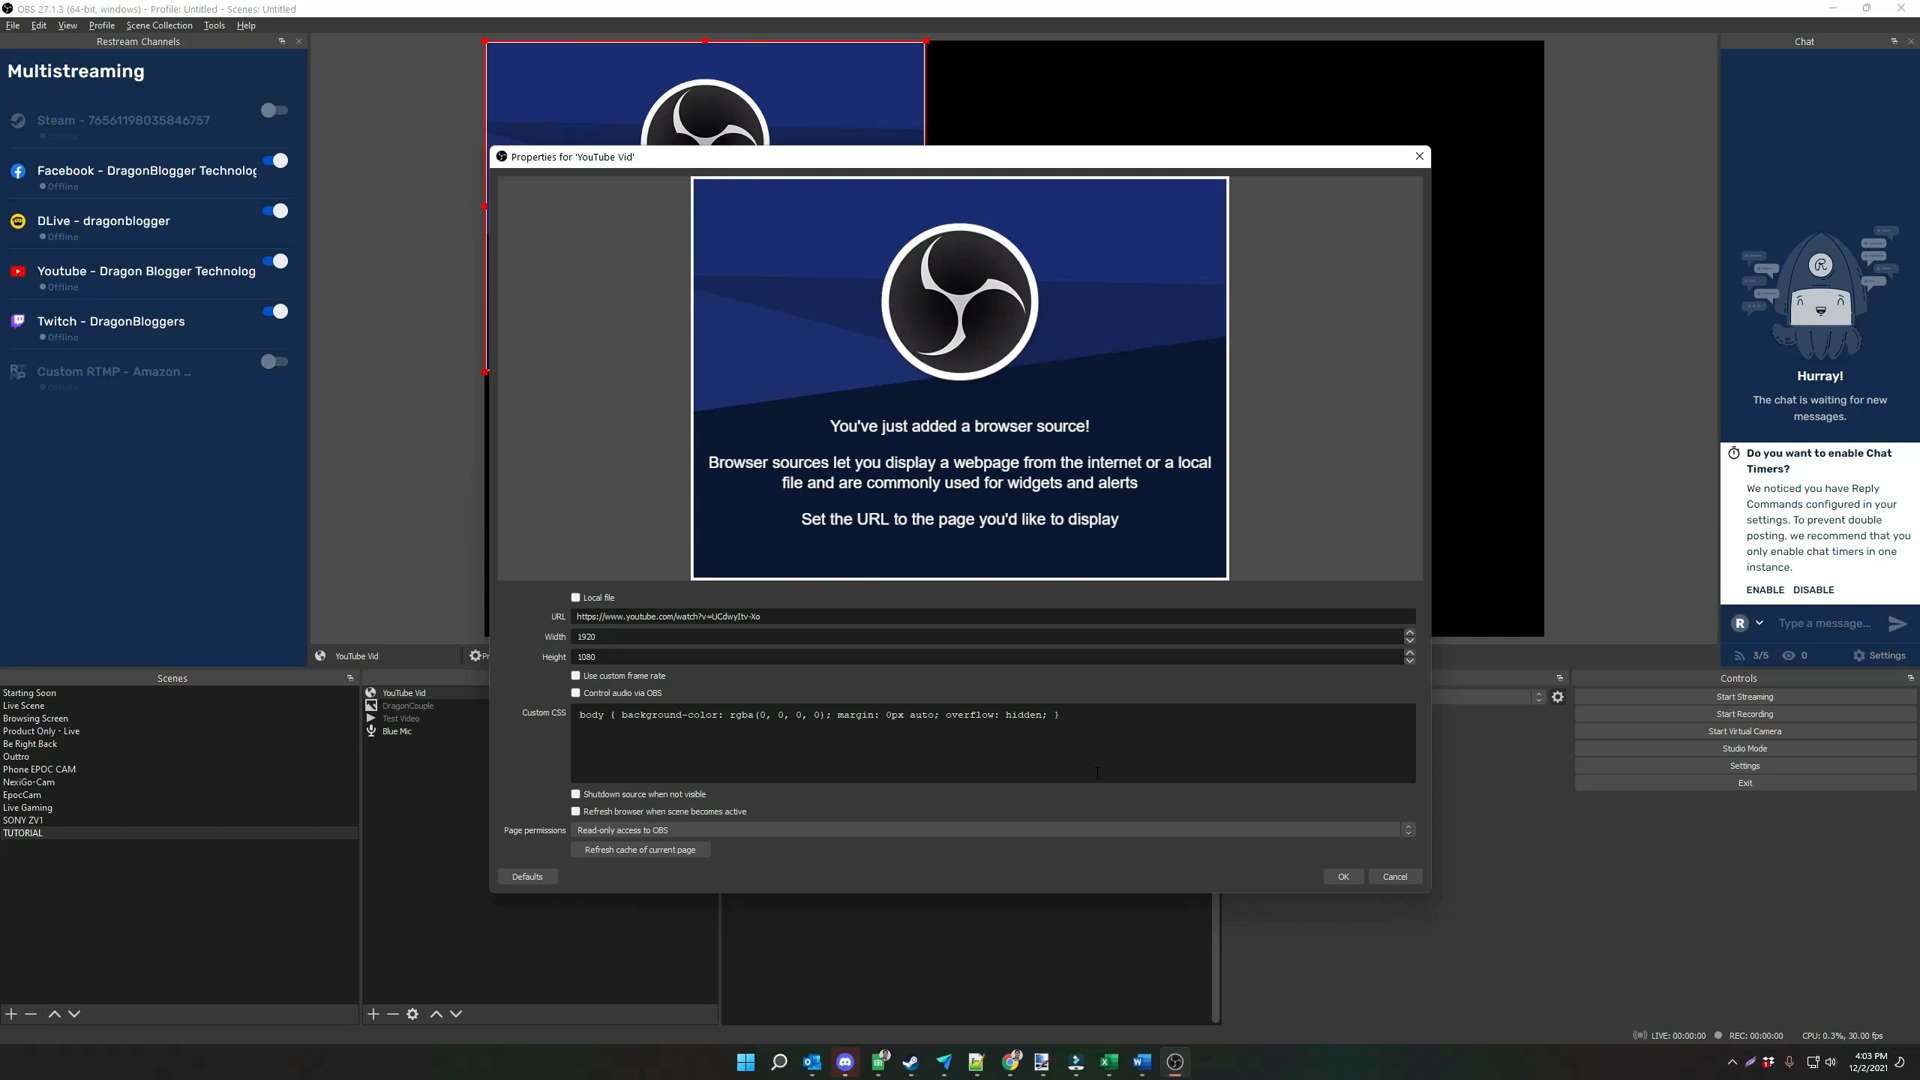 OBS 27.1.3 (64-bit, windows) - Profile: Untitled - Scenes: Untitled
File Edit View Profile Scene Collection Tools Help
Restream Channels
Multistreaming
Steam - 76561198035846757
Facebook - DragonBlogger Technolog
Offline
DLive - dragonblogger
Offline
Youtube - Dragon Blogger Technolog
Offline
Twitch - DragonBloggers
Offline
Custom RTMP - Amazon ...
Properties for 'YouTube Vid'
You've just added a browser source!
Browser sources let you display a webpage from the internet or a local
file and are commonly used for widgets and alerts
Set the URL to the page you'd like to display
Local file
URL https://www.youtube.com/watch?v=UCdwyItv-Xo
Width 1920
Height 1080
Use custom frame rate
Control audio via OBS
Custom CSS body { background-color: rgba(0, 0, 0, 0); margin: 0px auto; overflow: hidden; }
Shutdown source when not visible
Refresh browser when scene becomes active
Page permissions Read-only access to OBS
Refresh cache of current page
Defaults OK Cancel
Chat
Hurray!
The chat is waiting for new
messages.
Do you want to enable Chat
Timers?
We noticed you have Reply
Commands configured in your
settings. To prevent double
posting, we recommend that you
only enable chat timers in one
instance.
ENABLE DISABLE
R Type a message...
3/5 0 Settings
YouTube Vid
Scenes
Starting Soon
Live Scene
Browsing Screen
Product Only - Live
Be Right Back
Outtro
Phone EPOC CAM
NexiGo-Cam
EpocCam
Live Gaming
SONY ZV1
TUTORIAL
YouTube Vid
DragonCouple
Test Video
Blue Mic
Controls
Start Streaming
Start Recording
Start Virtual Camera
Studio Mode
Settings
Exit
LIVE: 00:00:00 REC: 00:00:00 CPU: 0.3%, 30.00 fps
4:03 PM
12/2/2021